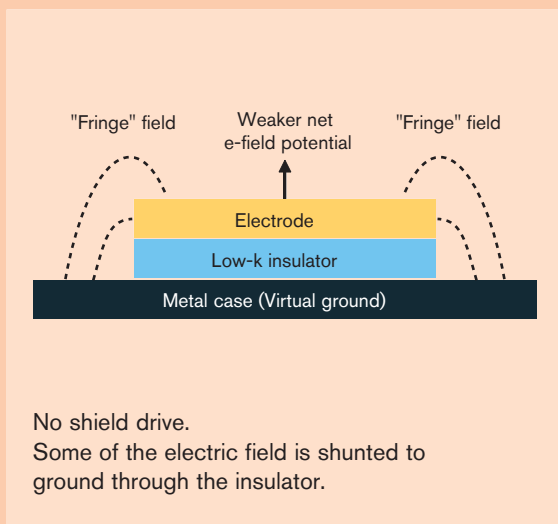 "Fringe" field
Weaker net
e-field potential
"Fringe" field
Electrode
Low-k insulator
Metal case (Virtual ground)
No shield drive.
Some of the electric field is shunted to
ground through the insulator.